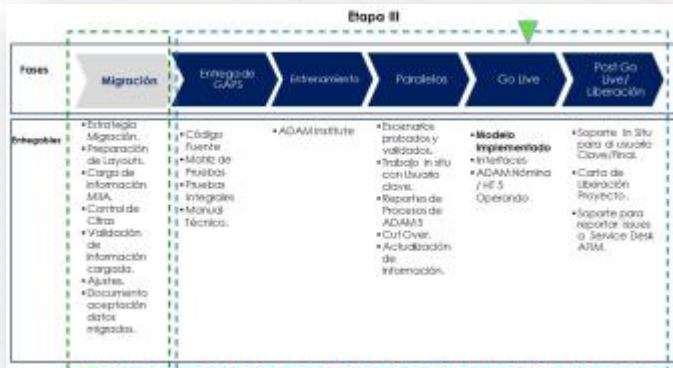 Etapa III
Fases
Migración
Entrega de
GAPS
Entrenamiento
Paralelos
Go Live
Post Go
Live/
Liberación
Entregables
• Estrategia
Migración.
• Preparación
de Layouts.
• Carga de
Información
• Control de
Cifras
• Validación
de
información
cargada.
• Ajustes.
• Documento
aceptación
datos
migrados.
• Código
Fuente
• Matriz de
Pruebas
• Pruebas
Integrales
• Manual
Técnico.
• ADAM Institute
• Escenarios
probados y
validados.
• Trabajo in situ
con Usuario
clave.
• Reportes de
Procesos de
ADAM 5
• Cut Over.
• Actualización
de
Información.
• Modelo
Implementado
• Interfaces
• ADAM Nómina
/ HT 5
Operando
• Soporte In Situ
para al usuario
Clave/Final.
• Carta de
Liberación
Proyecto.
• Soporte para
reportar issues
a Service Desk